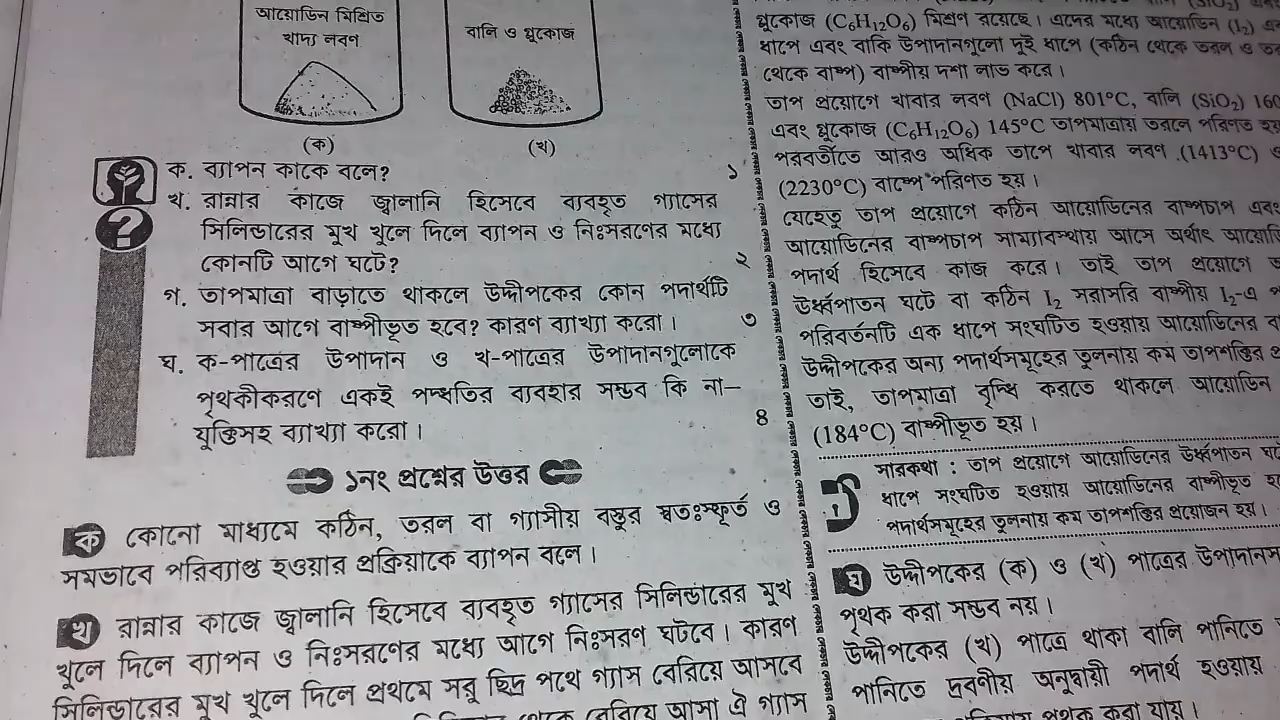 আয়োডিন মিশ্রিত
খাদ্য লবণ
(ক)
বালি ও গ্লুকোজ
(খ)
ক. ব্যাপন কাকে বলে? ১
খ. রান্নার কাজে জ্বালানি হিসেবে ব্যবহৃত গ্যাসের
সিলিন্ডারের মুখ খুলে দিলে ব্যাপন ও নিঃসরণের মধ্যে
কোনটি আগে ঘটে? ২
গ. তাপমাত্রা বাড়াতে থাকলে উদ্দীপকের কোন পদার্থটি
সবার আগে বাষ্পীভূত হবে? কারণ ব্যাখ্যা করো। ৩
ঘ. ক-পাত্রের উপাদান ও খ-পাত্রের উপাদানগুলোকে
পৃথকীকরণে একই পদ্ধতির ব্যবহার সম্ভব কি না—
যুক্তিসহ ব্যাখ্যা করো। 8
১নং প্রশ্নের উত্তর
ক কোনো মাধ্যমে কঠিন, তরল বা গ্যাসীয় বস্তুর স্বতঃস্ফূর্ত ও
সমভাবে পরিব্যাপ্ত হওয়ার প্রক্রিয়াকে ব্যাপন বলে।
খ রান্নার কাজে জ্বালানি হিসেবে ব্যবহৃত গ্যাসের সিলিন্ডারের মুখ
খুলে দিলে ব্যাপন ও নিঃসরণের মধ্যে আগে নিঃসরণ ঘটবে। কারণ
সিলিন্ডারের মুখ খুলে দিলে প্রথমে সরু ছিদ্র পথে গ্যাস বেরিয়ে আসবে
থেকে বেরিয়ে আসা ঐ গ্যাস
গ্লুকোজ (C₆H₁₂O₆) মিশ্রণ রয়েছে। এদের মধ্যে আয়োডিন (I₂)
ধাপে এবং বাকি উপাদানগুলো দুই ধাপে (কঠিন থেকে তরল ও
থেকে বাষ্প) বাষ্পীয় দশা লাভ করে।
তাপ প্রয়োগে খাবার লবণ (NaCl) 801°C, বালি (SiO₂)
এবং গ্লুকোজ (C₆H₁₂O₆) 145°C তাপমাত্রায় তরলে পরিণত
পরবর্তীতে আরও অধিক তাপে খাবার লবণ (1413°C)
(2230°C) বাষ্পে পরিণত হয়।
যেহেতু তাপ প্রয়োগে কঠিন আয়োডিনের বাষ্পচাপ এবং
আয়োডিনের বাষ্পচাপ সাম্যাবস্থায় আসে অর্থাৎ
পদার্থ হিসেবে কাজ করে। তাই তাপ প্রয়োগে
ঊর্ধ্বপাতন ঘটে বা কঠিন I₂ সরাসরি বাষ্পীয় I₂-এ
পরিবর্তনটি এক ধাপে সংঘটিত হওয়ায় আয়োডিনের
উদ্দীপকের অন্য পদার্থসমূহের তুলনায় কম তাপশক্তির
তাই, তাপমাত্রা বৃদ্ধি করতে থাকলে আয়োডিন
(184°C) বাষ্পীভূত হয়।
সারকথা : তাপ প্রয়োগে আয়োডিনের ঊর্ধ্বপাতন
ধাপে সংঘটিত হওয়ায় আয়োডিনের বাষ্পীভূত
পদার্থসমূহের তুলনায় কম তাপশক্তির প্রয়োজন হয়।
ঘ উদ্দীপকের (ক) ও (খ) পাত্রের
পৃথক করা সম্ভব নয়।
উদ্দীপকের (খ) পাত্রে থাকা বালি পানিতে
পানিতে দ্রবণীয় অনুদ্বায়ী পদার্থ হওয়ায়
পৃথক করা যায়।